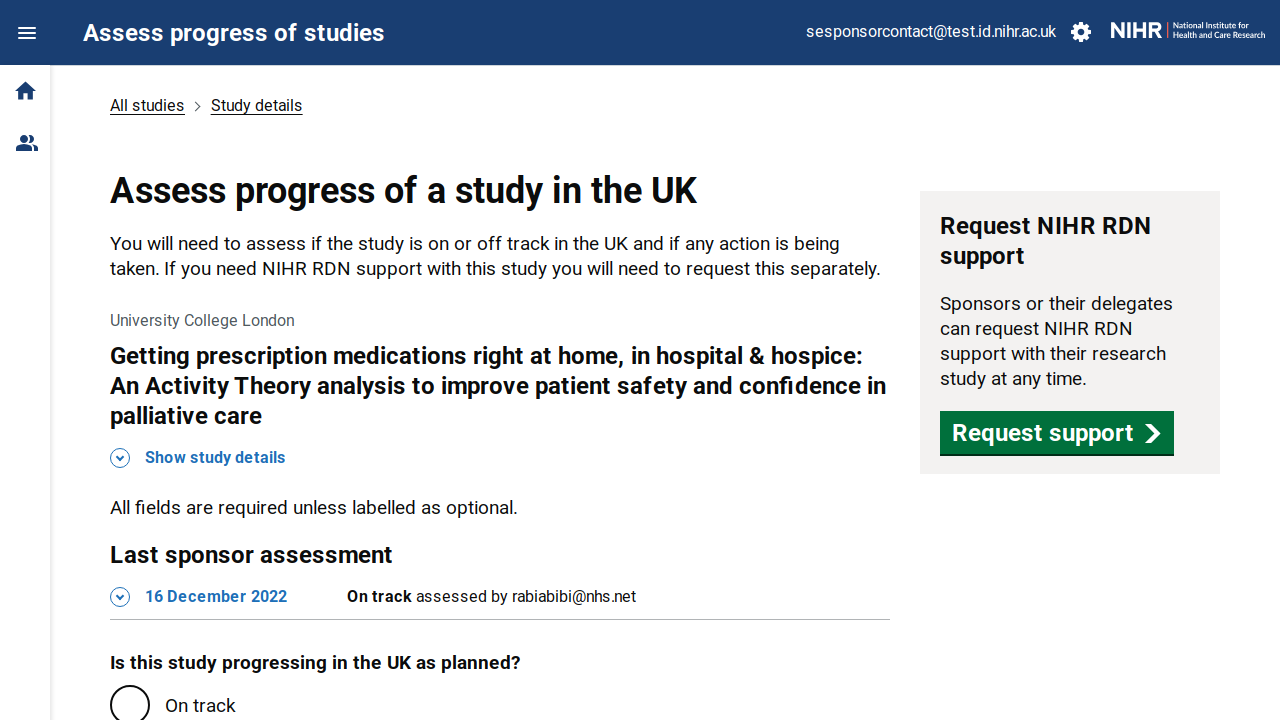 Assess progress of studies
sesponsorcontact@test.id.nihr.ac.uk
NIHR
National Institute for
Health and Care Research
All studies
Study details
Assess progress of a study in the UK
You will need to assess if the study is on or off track in the UK and if any action is being
taken. If you need NIHR RDN support with this study you will need to request this separately.
University College London
Getting prescription medications right at home, in hospital & hospice:
An Activity Theory analysis to improve patient safety and confidence in
palliative care
Show study details
All fields are required unless labelled as optional.
Last sponsor assessment
16 December 2022
On track assessed by rabiabibi@nhs.net
Is this study progressing in the UK as planned?
On track
Request NIHR RDN
support
Sponsors or their delegates
can request NIHR RDN
support with their research
study at any time.
Request support